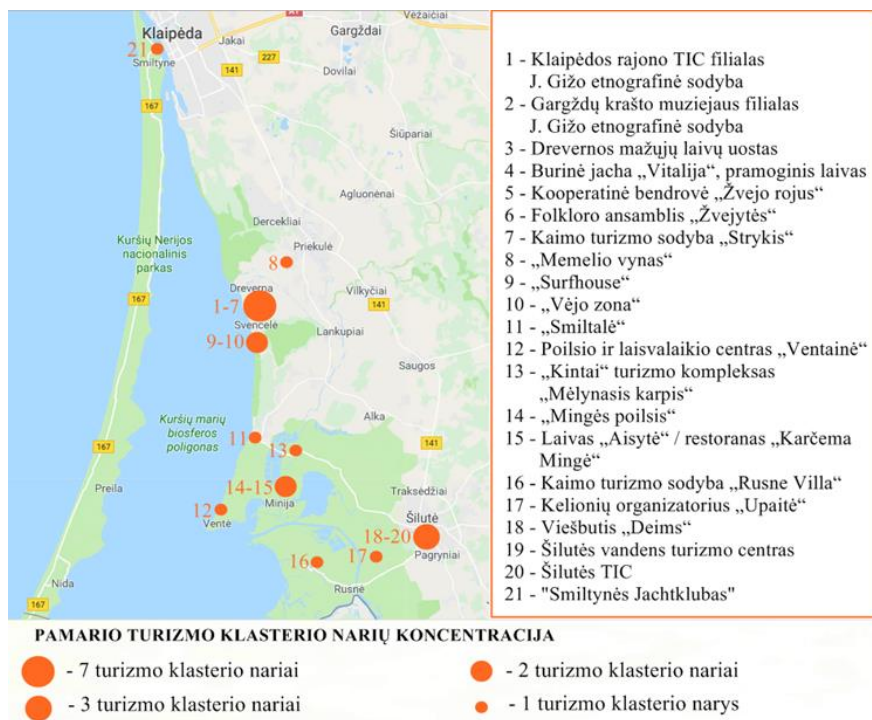 Klaipėda
21
Smiltynė
Jakai
Gargždai
Vėžaičiai
A1
141
227
Dovilai
167
Šiūpariai
Agluonėnai
Dercekliai
Kuršių Nerijos
nacionalinis
parkas
8
Priekulė
Dreverna
1-7
167
Vilkyčiai
141
Svencelė
9-10
Lankupiai
Saugos
Kuršių marių
biosferos
poligonas
11
Alka
13
141
167
Preila
14-15
Minija
Traksėdžiai
12
Ventė
Šilutė
18-20
Pagryniai
16
17
Nida
Rusnė
167
1 - Klaipėdos rajono TIC filialas
J. Gižo etnografinė sodyba
2 - Gargždų krašto muziejaus filialas
J. Gižo etnografinė sodyba
3 - Drevernos mažųjų laivų uostas
4 - Burinė jacha „Vitalija“, pramoginis laivas
5 - Kooperatinė bendrovė „Žvejo rojus“
6 - Folkloro ansamblis „Žvejytės“
7 - Kaimo turizmo sodyba „Strykis“
8 - „Memelio vynas“
9 - „Surfhouse“
10 - „Vėjo zona“
11 - „Smiltalė“
12 - Poilsio ir laisvalaikio centras „Ventainė“
13 - „Kintai“ turizmo kompleksas
„Mėlynasis karpis“
14 - „Mingės poilsis“
15 - Laivas „Aisytė“ / restoranas „Karčema
Mingė“
16 - Kaimo turizmo sodyba „Rusne Villa“
17 - Kelionių organizatorius „Upaitė“
18 - Viešbutis „Deims“
19 - Šilutės vandens turizmo centras
20 - Šilutės TIC
21 - "Smiltynės Jachtklubas"
PAMARIO TURIZMO KLASTERIO NARIŲ KONCENTRACIJA
- 7 turizmo klasterio nariai
- 2 turizmo klasterio nariai
- 3 turizmo klasterio nariai
- 1 turizmo klasterio narys